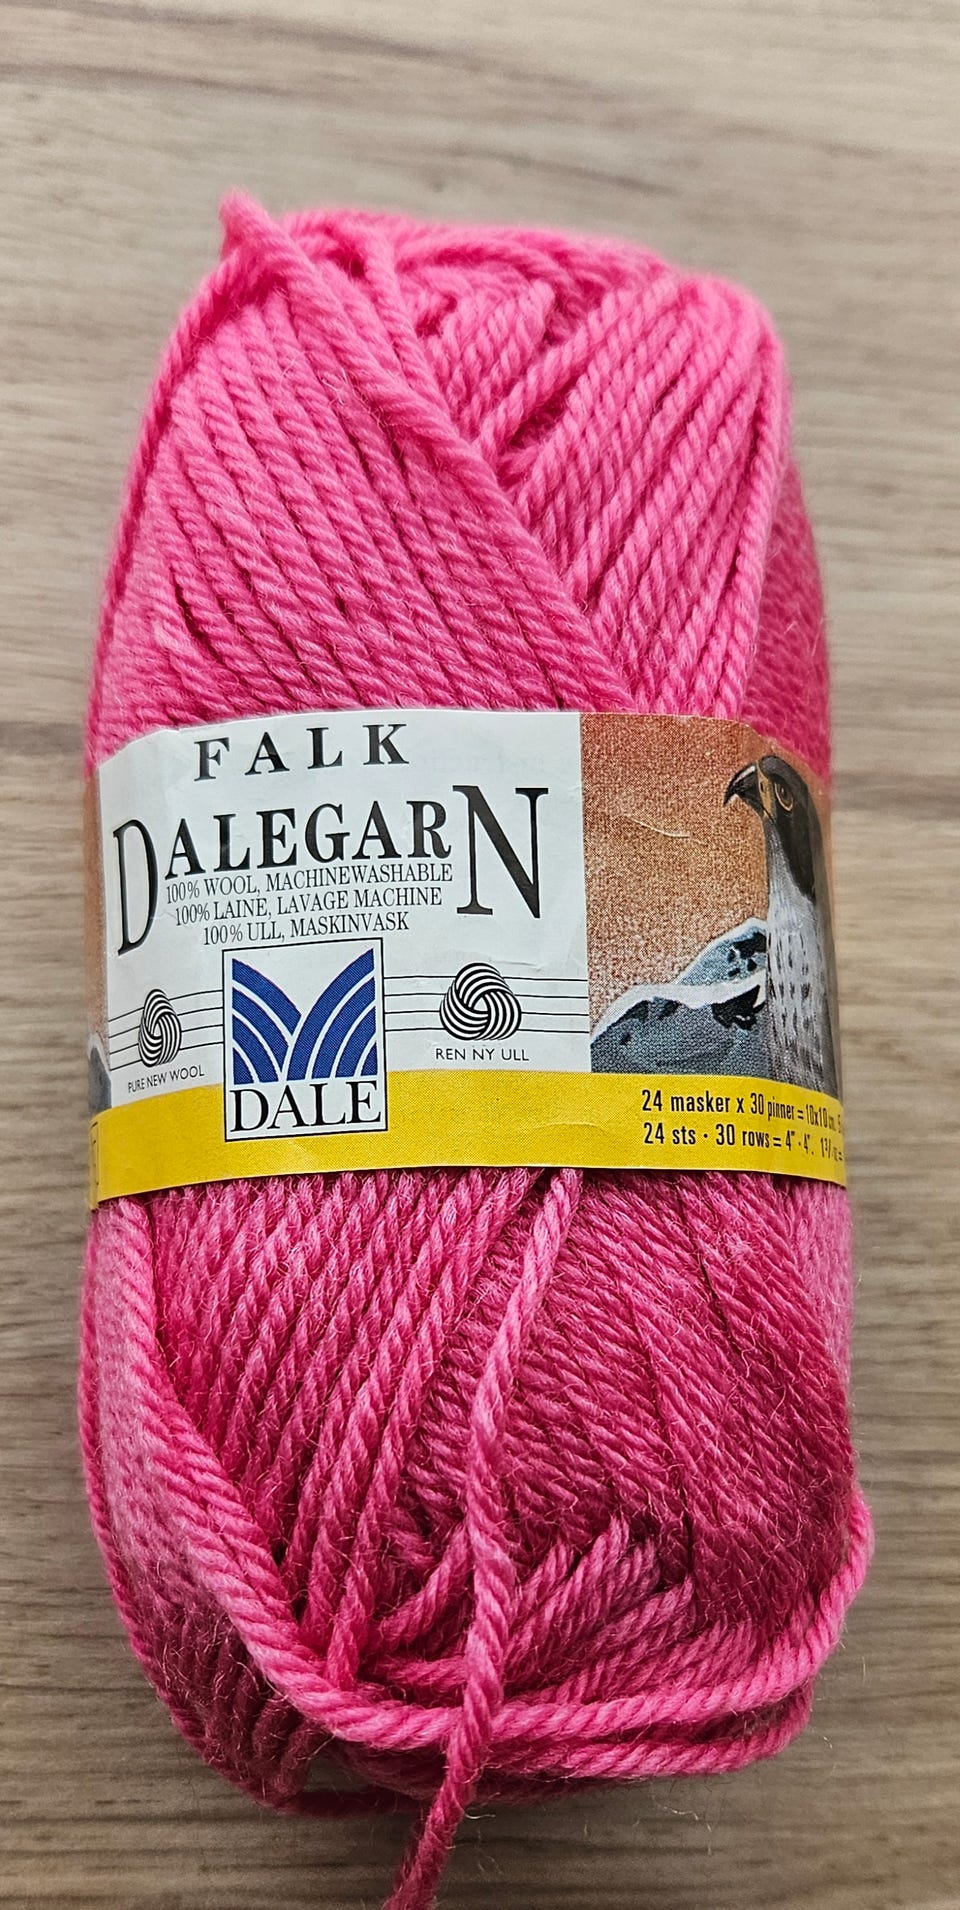 FALK
DALEGARN
100% WOOL, MACHINEWASHABLE
100% LAINE, LAVAGE MACHINE
100% ULL, MASKINVASK
PURE NEW WOOL
REN NY ULL
DALE
24 masker x 30 pinner = 10x10 cm.
24 sts · 30 rows = 4" · 4".